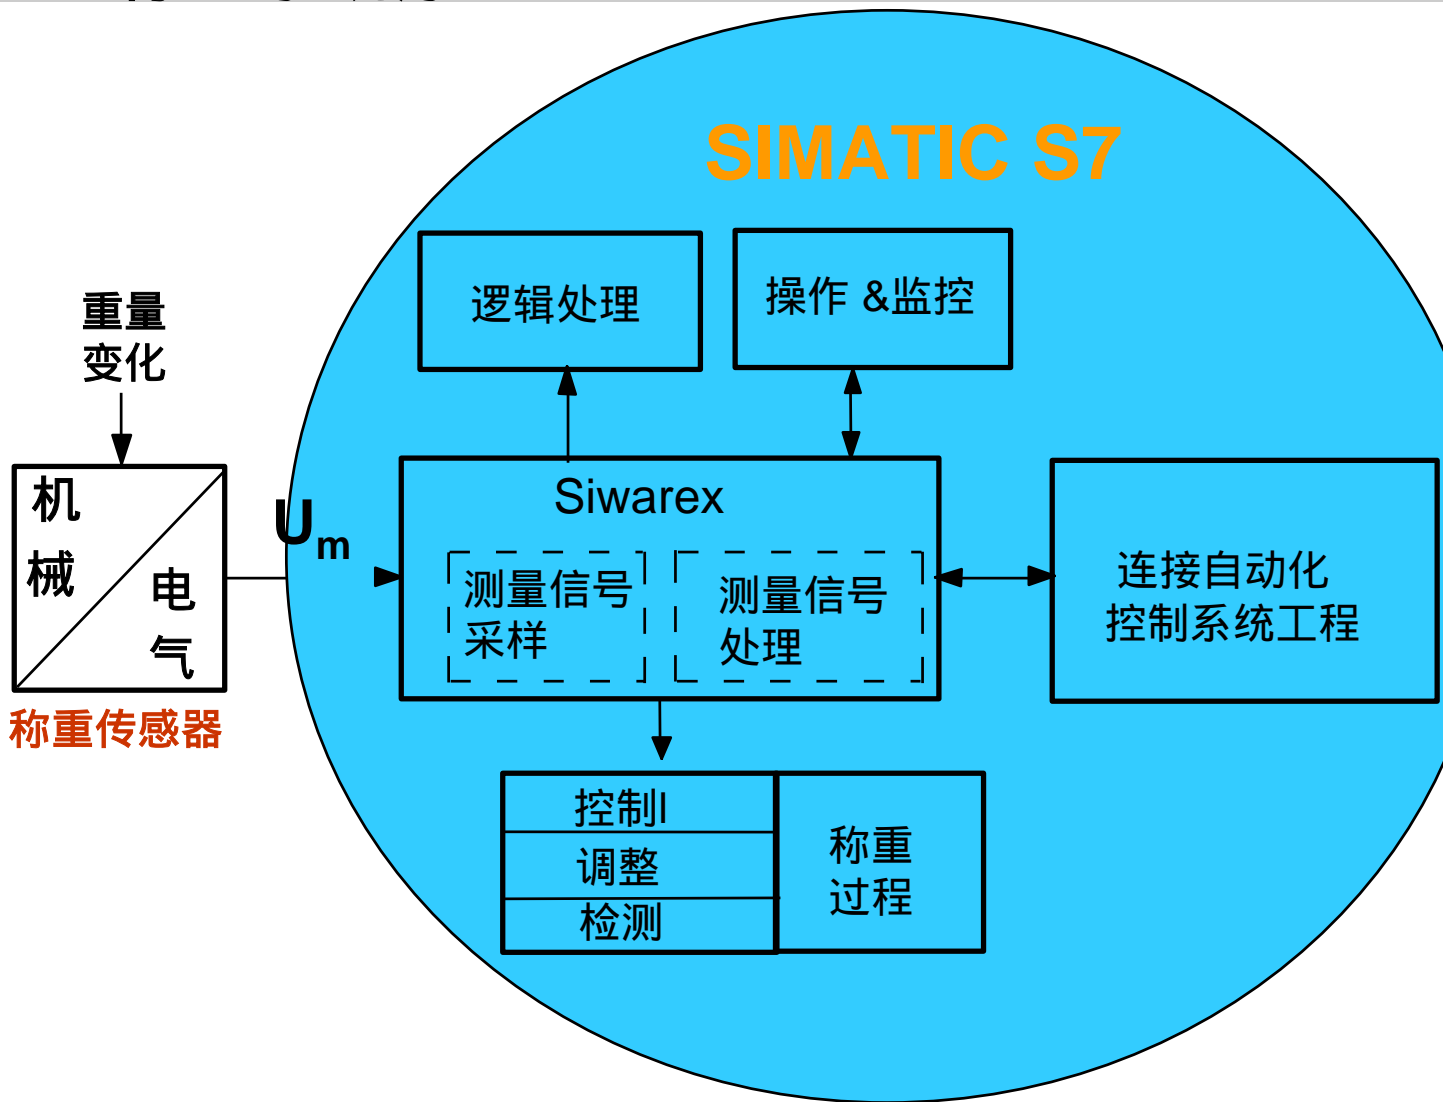 SIMATIC S7
逻辑处理
操作 &监控
重量
变化
机
械
电
气
称重传感器
Um
Siwarex
测量信号
采样
测量信号
处理
连接自动化
控制系统工程
控制I
调整
检测
称重
过程